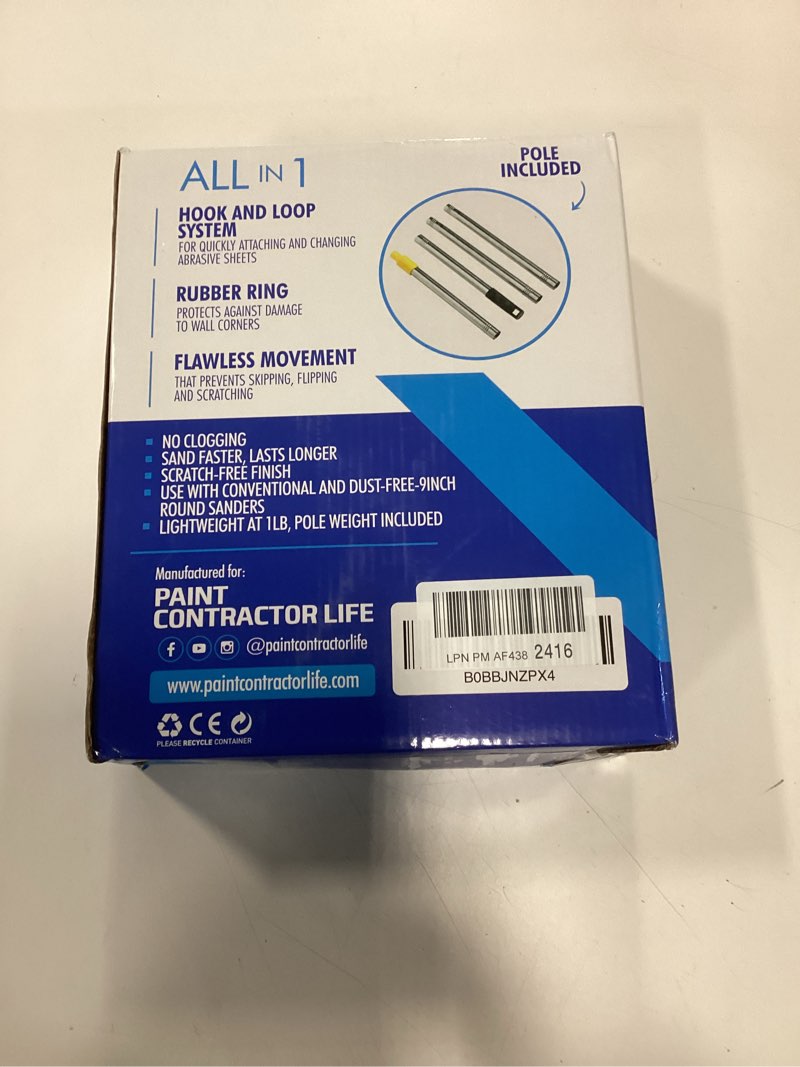 ALL IN 1
POLE
INCLUDED
HOOK AND LOOP
SYSTEM
FOR QUICKLY ATTACHING AND CHANGING
ABRASIVE SHEETS
RUBBER RING
PROTECTS AGAINST DAMAGE
TO WALL CORNERS
FLAWLESS MOVEMENT
THAT PREVENTS SKIPPING, FLIPPING
AND SCRATCHING
NO CLOGGING
SAND FASTER, LASTS LONGER
SCRATCH-FREE FINISH
USE WITH CONVENTIONAL AND DUST-FREE-9INCH
ROUND SANDERS
LIGHTWEIGHT AT 1LB, POLE WEIGHT INCLUDED
Manufactured for:
PAINT
CONTRACTOR LIFE
@paintcontractorlife
www.paintcontractorlife.com
CE
PLEASE RECYCLE CONTAINER
LPN PM AF438 2416
B0BBJNZPX4